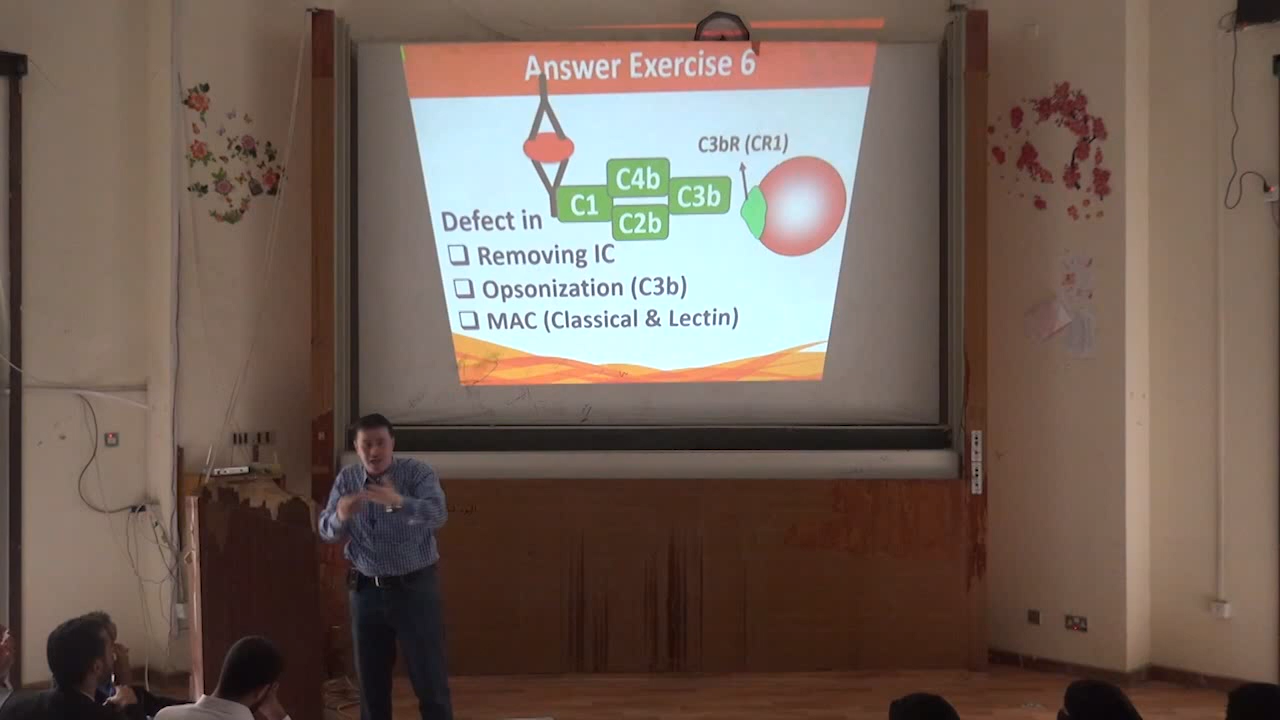 Answer Exercise 6
C3bR (CR1)
C4b
C1
C3b
C2b
Defect in
❑ Removing IC
❑ Opsonization (C3b)
❑ MAC (Classical & Lectin)